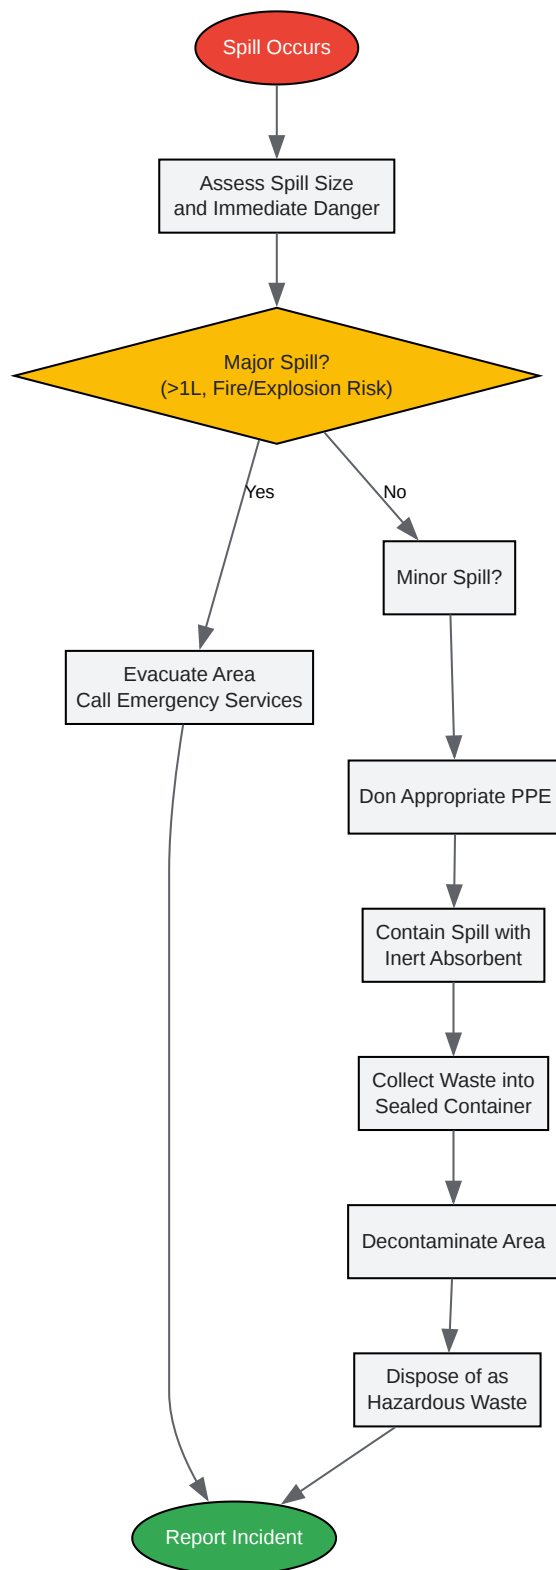 Spill Occurs
Assess Spill Size
and Immediate Danger
Major Spill?
(>1L, Fire/Explosion Risk)
Yes
No
Minor Spill?
Evacuate Area
Call Emergency Services
Don Appropriate PPE
Contain Spill with
Inert Absorbent
Collect Waste into
Sealed Container
Decontaminate Area
Dispose of as
Hazardous Waste
Report Incident